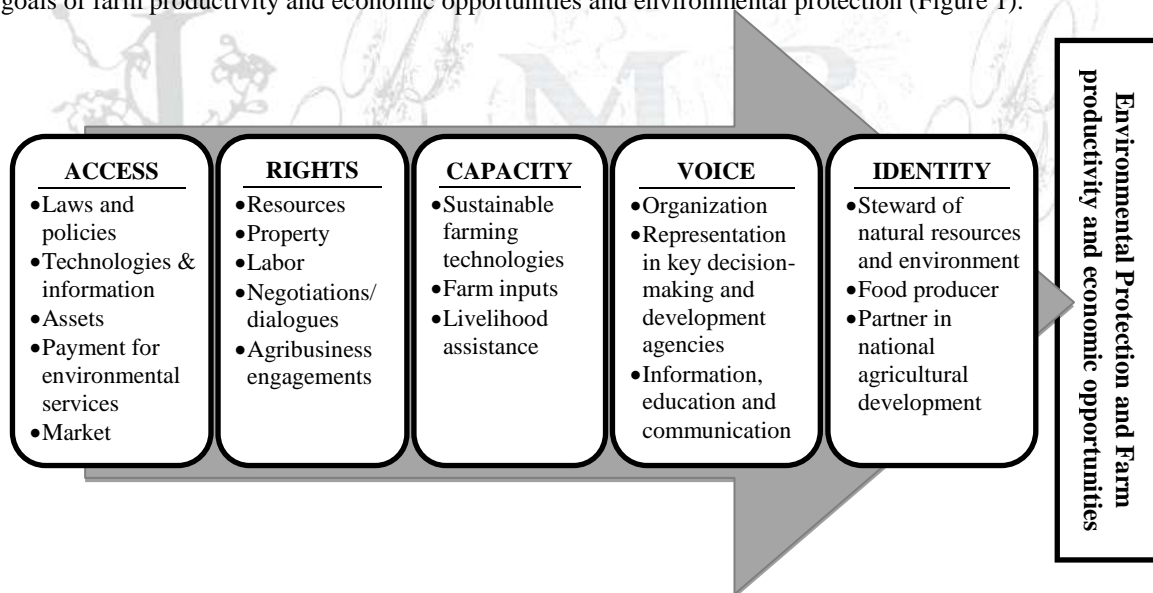 goals of farm productivity and economic opportunities and environmental protection (Figure 1).
ACCESS
•Laws and
policies
•Technologies &
information
•Assets
•Payment for
environmental
services
•Market
RIGHTS
•Resources
•Property
•Labor
•Negotiations/
dialogues
•Agribusiness
engagements
CAPACITY
•Sustainable
farming
technologies
•Farm inputs
•Livelihood
assistance
VOICE
•Organization
•Representation
in key decision-
making and
development
agencies
•Information,
education and
communication
IDENTITY
•Steward of
natural resources
and environment
•Food producer
•Partner in
national
agricultural
development
Environmental Protection and Farm
productivity and economic opportunities